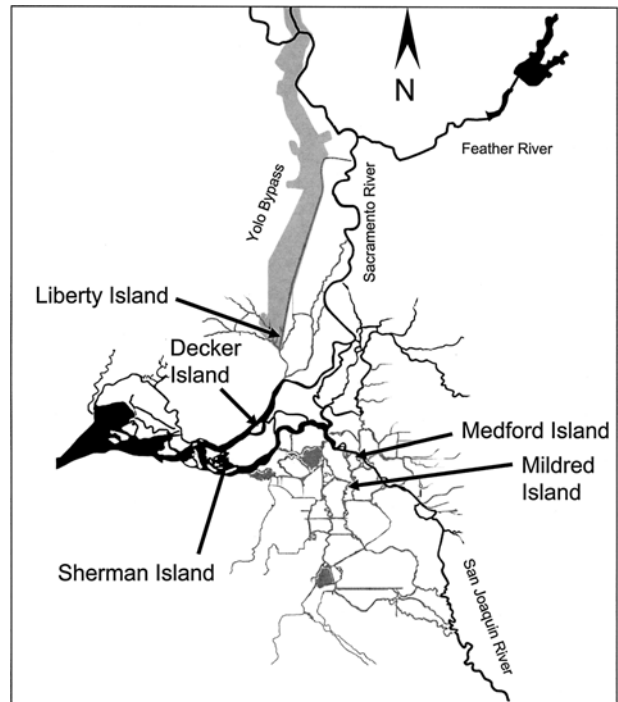 N
Feather River
Yolo Bypass
Sacramento River
Liberty Island
Decker
Island
Medford Island
Mildred
Island
Sherman Island
San Joaquin River